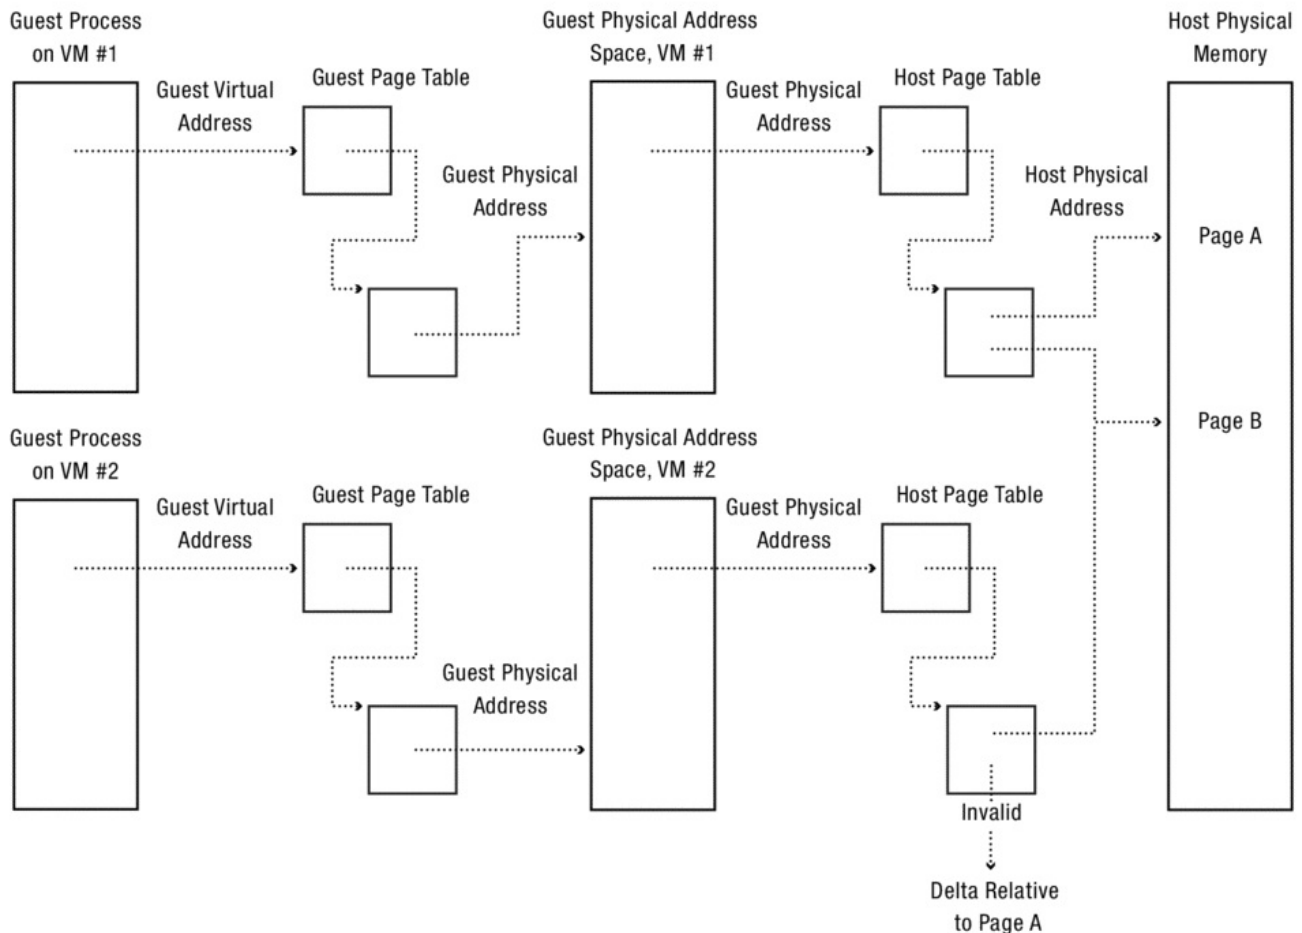 Guest Process
on VM #1
Guest Virtual
Address
Guest Page Table
Guest Physical
Address
Guest Physical Address
Space, VM #1
Guest Physical
Address
Host Page Table
Host Physical
Address
Host Physical
Memory
Page A
Page B
Guest Process
on VM #2
Guest Virtual
Address
Guest Page Table
Guest Physical
Address
Guest Physical Address
Space, VM #2
Guest Physical
Address
Host Page Table
Invalid
Delta Relative
to Page A